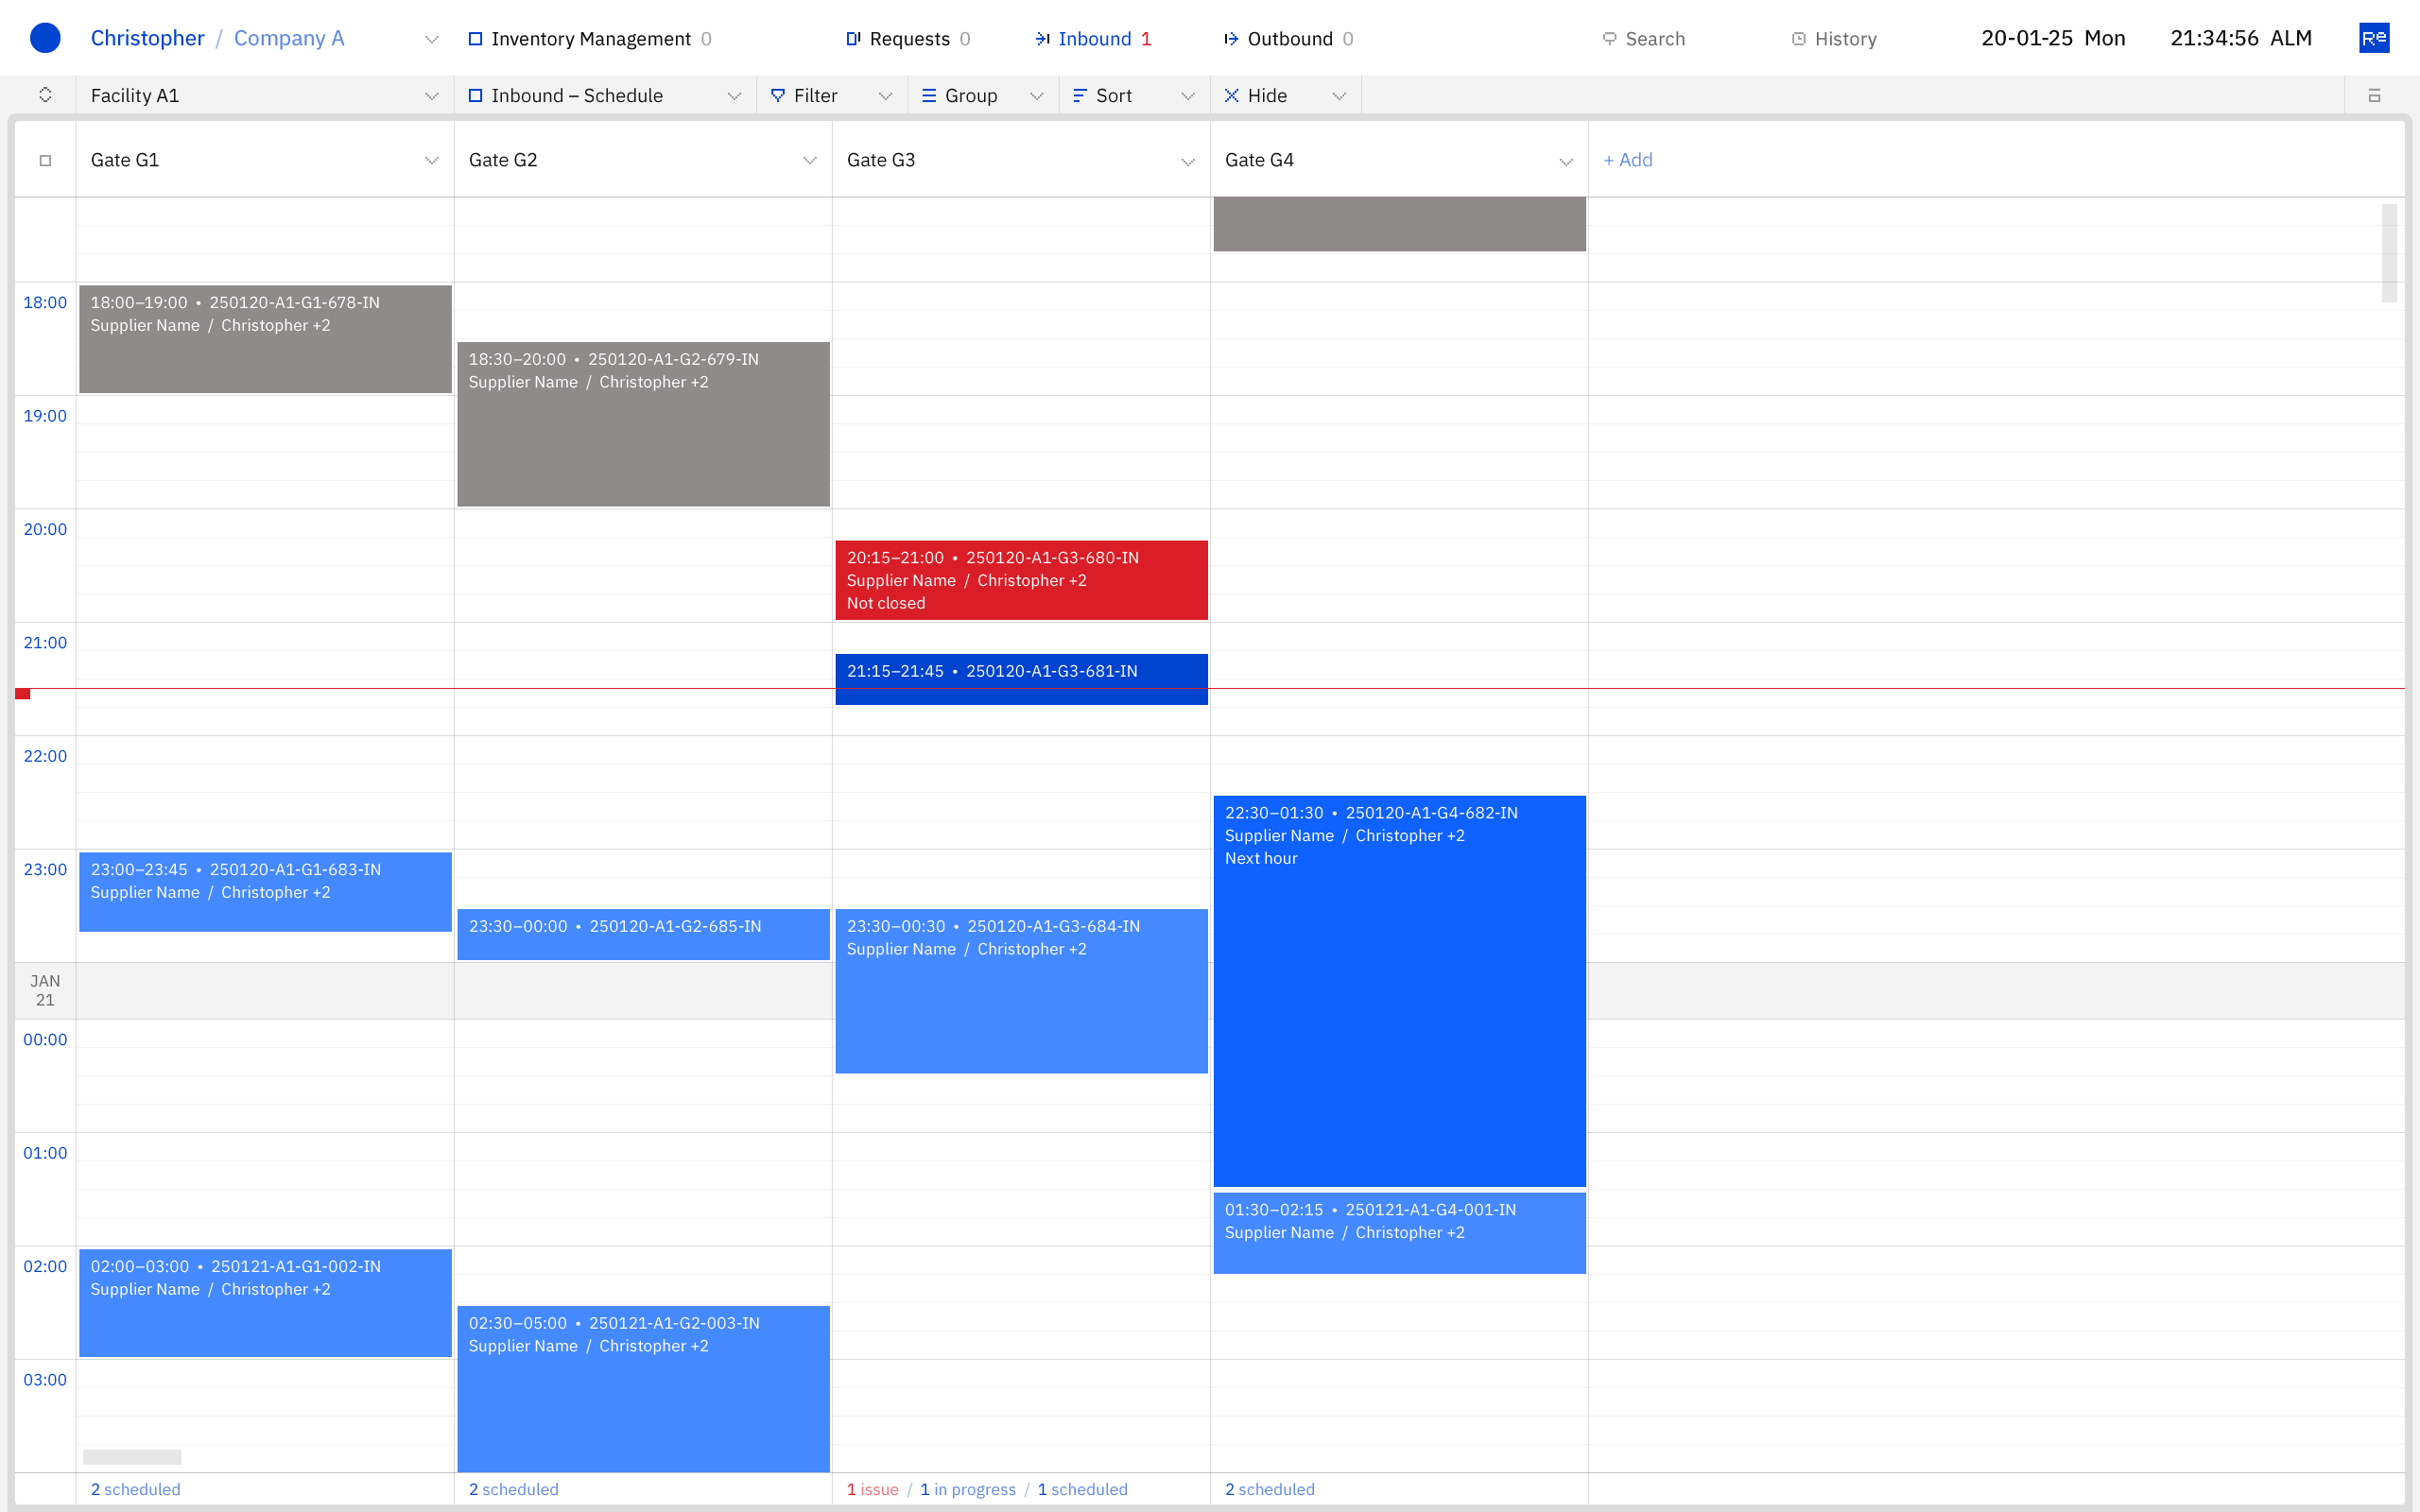 Christopher / Company A
Inventory Management 0
Requests 0
Inbound 1
Outbound 0
Search
History
20-01-25 Mon
21:34:56 ALM
Re
Facility A1
Inbound – Schedule
Filter
Group
Sort
Hide
Gate G1
Gate G2
Gate G3
Gate G4
+ Add
18:00
18:00–19:00 • 250120-A1-G1-678-IN
Supplier Name / Christopher +2
18:30–20:00 • 250120-A1-G2-679-IN
Supplier Name / Christopher +2
19:00
20:00
20:15–21:00 • 250120-A1-G3-680-IN
Supplier Name / Christopher +2
Not closed
21:00
21:15–21:45 • 250120-A1-G3-681-IN
22:00
22:30–01:30 • 250120-A1-G4-682-IN
Supplier Name / Christopher +2
Next hour
23:00
23:00–23:45 • 250120-A1-G1-683-IN
Supplier Name / Christopher +2
23:30–00:00 • 250120-A1-G2-685-IN
23:30–00:30 • 250120-A1-G3-684-IN
Supplier Name / Christopher +2
JAN
21
00:00
01:00
01:30–02:15 • 250121-A1-G4-001-IN
Supplier Name / Christopher +2
02:00
02:00–03:00 • 250121-A1-G1-002-IN
Supplier Name / Christopher +2
02:30–05:00 • 250121-A1-G2-003-IN
Supplier Name / Christopher +2
03:00
2 scheduled
2 scheduled
1 issue / 1 in progress / 1 scheduled
2 scheduled